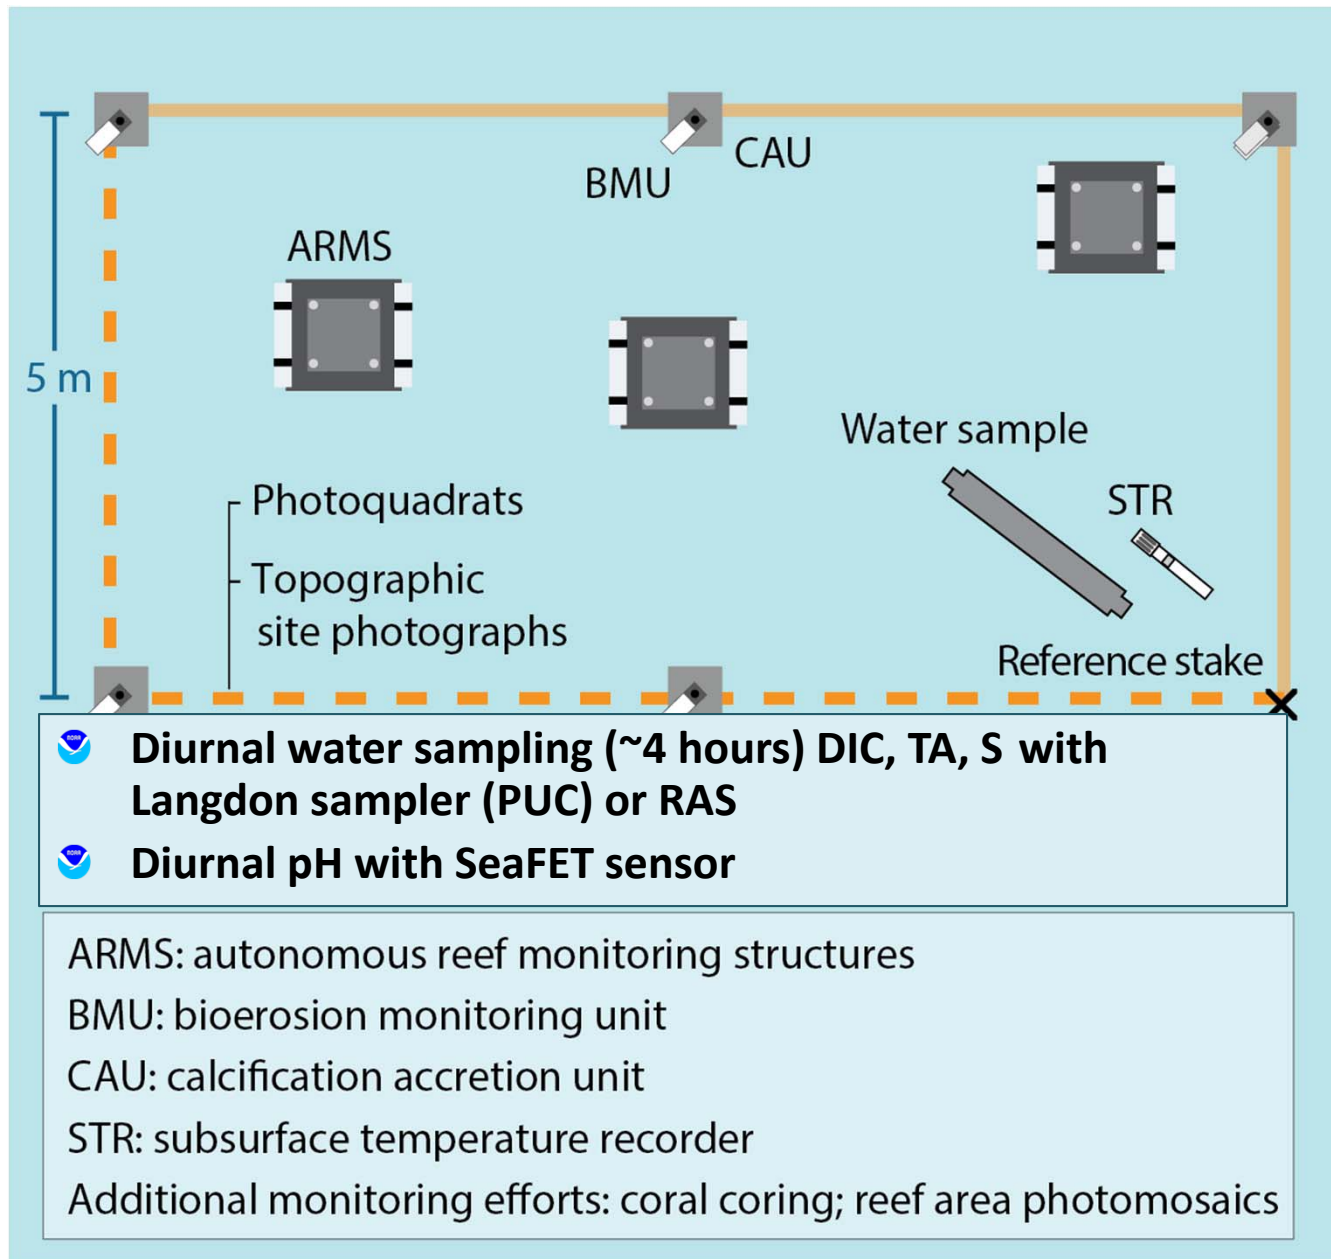 BMU
CAU
ARMS
5 m
Water sample
STR
Photoquadrats
Topographic
site photographs
Reference stake
NOAA
Diurnal water sampling (~4 hours) DIC, TA, S with
Langdon sampler (PUC) or RAS
NOAA
Diurnal pH with SeaFET sensor
ARMS: autonomous reef monitoring structures
BMU: bioerosion monitoring unit
CAU: calcification accretion unit
STR: subsurface temperature recorder
Additional monitoring efforts: coral coring; reef area photomosaics